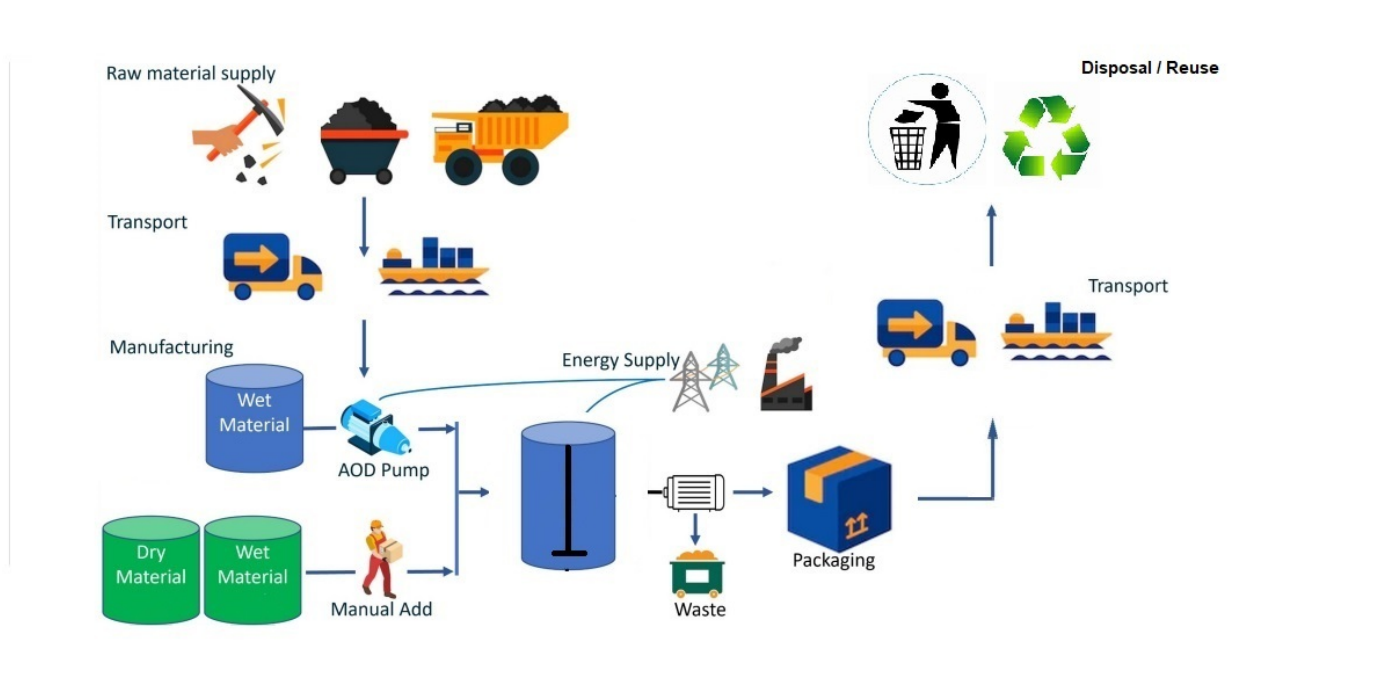 Raw material supply
Disposal / Reuse
Transport
Transport
Manufacturing
Energy Supply
Wet
Material
AOD Pump
Dry
Material
Wet
Material
Manual Add
Packaging
Waste